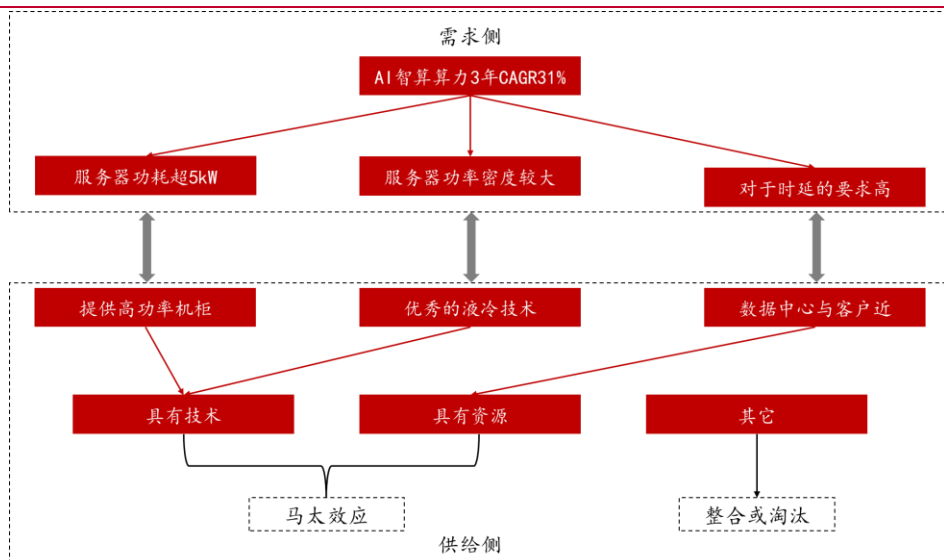 需求侧
AI智算算力3年CAGR31%
服务器功耗超5kW
服务器功率密度较大
对于时延的要求高
提供高功率机柜
优秀的液冷技术
数据中心与客户近
具有技术
具有资源
其它
马太效应
整合或淘汰
供给侧